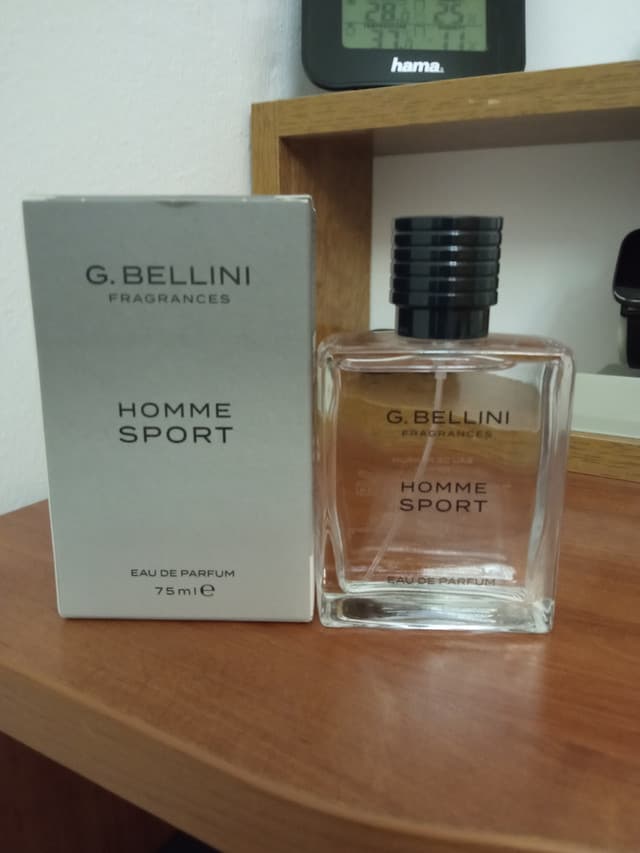 hama
G. BELLINI
FRAGRANCES
HOMME
SPORT
EAU DE PARFUM
75ml e
G. BELLINI
FRAGRANCES
HOMME
SPORT
EAU DE PARFUM